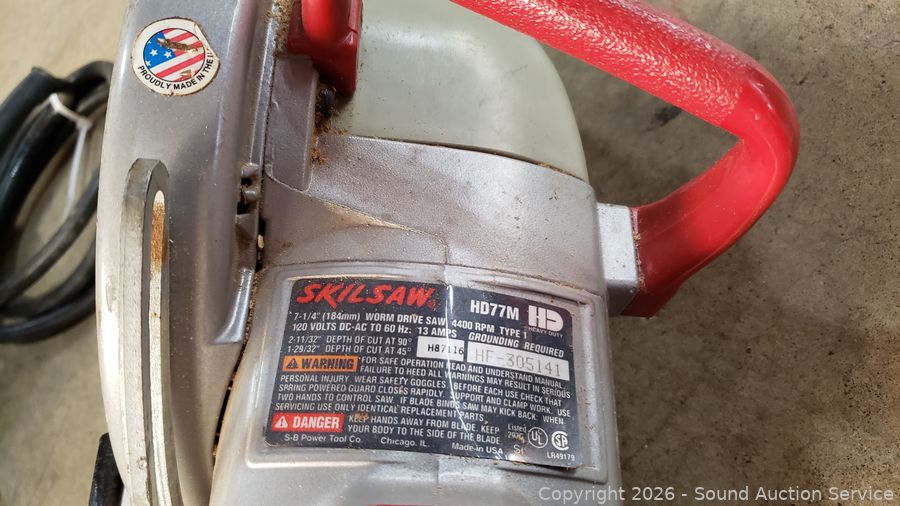 PROUDLY MADE IN THE
SKILSAW HD77M HD
HEAVY DUTY
7-1/4" (184mm) WORM DRIVE SAW 4400 RPM TYPE 1
120 VOLTS DC-AC TO 60 Hz. 13 AMPS GROUNDING REQUIRED
2-11/32" DEPTH OF CUT AT 90°
1-29/32" DEPTH OF CUT AT 45° H87116 HF-305141
WARNING FOR SAFE OPERATION READ AND UNDERSTAND MANUAL.
FAILURE TO HEED ALL WARNINGS MAY RESULT IN SERIOUS
PERSONAL INJURY. WEAR SAFETY GOGGLES. BEFORE EACH USE CHECK THAT
SPRING POWERED GUARD CLOSES RAPIDLY. SUPPORT AND CLAMP WORK. USE
TWO HANDS TO CONTROL SAW. IF BLADE BINDS SAW MAY KICK BACK. WHEN
SERVICING USE ONLY IDENTICAL REPLACEMENT PARTS.
DANGER KEEP HANDS AWAY FROM BLADE. KEEP
YOUR BODY TO THE SIDE OF THE BLADE.
Listed
UL SA
S-B Power Tool Co. Chicago, IL Made in USA LR49179
Copyright 2026 - Sound Auction Service